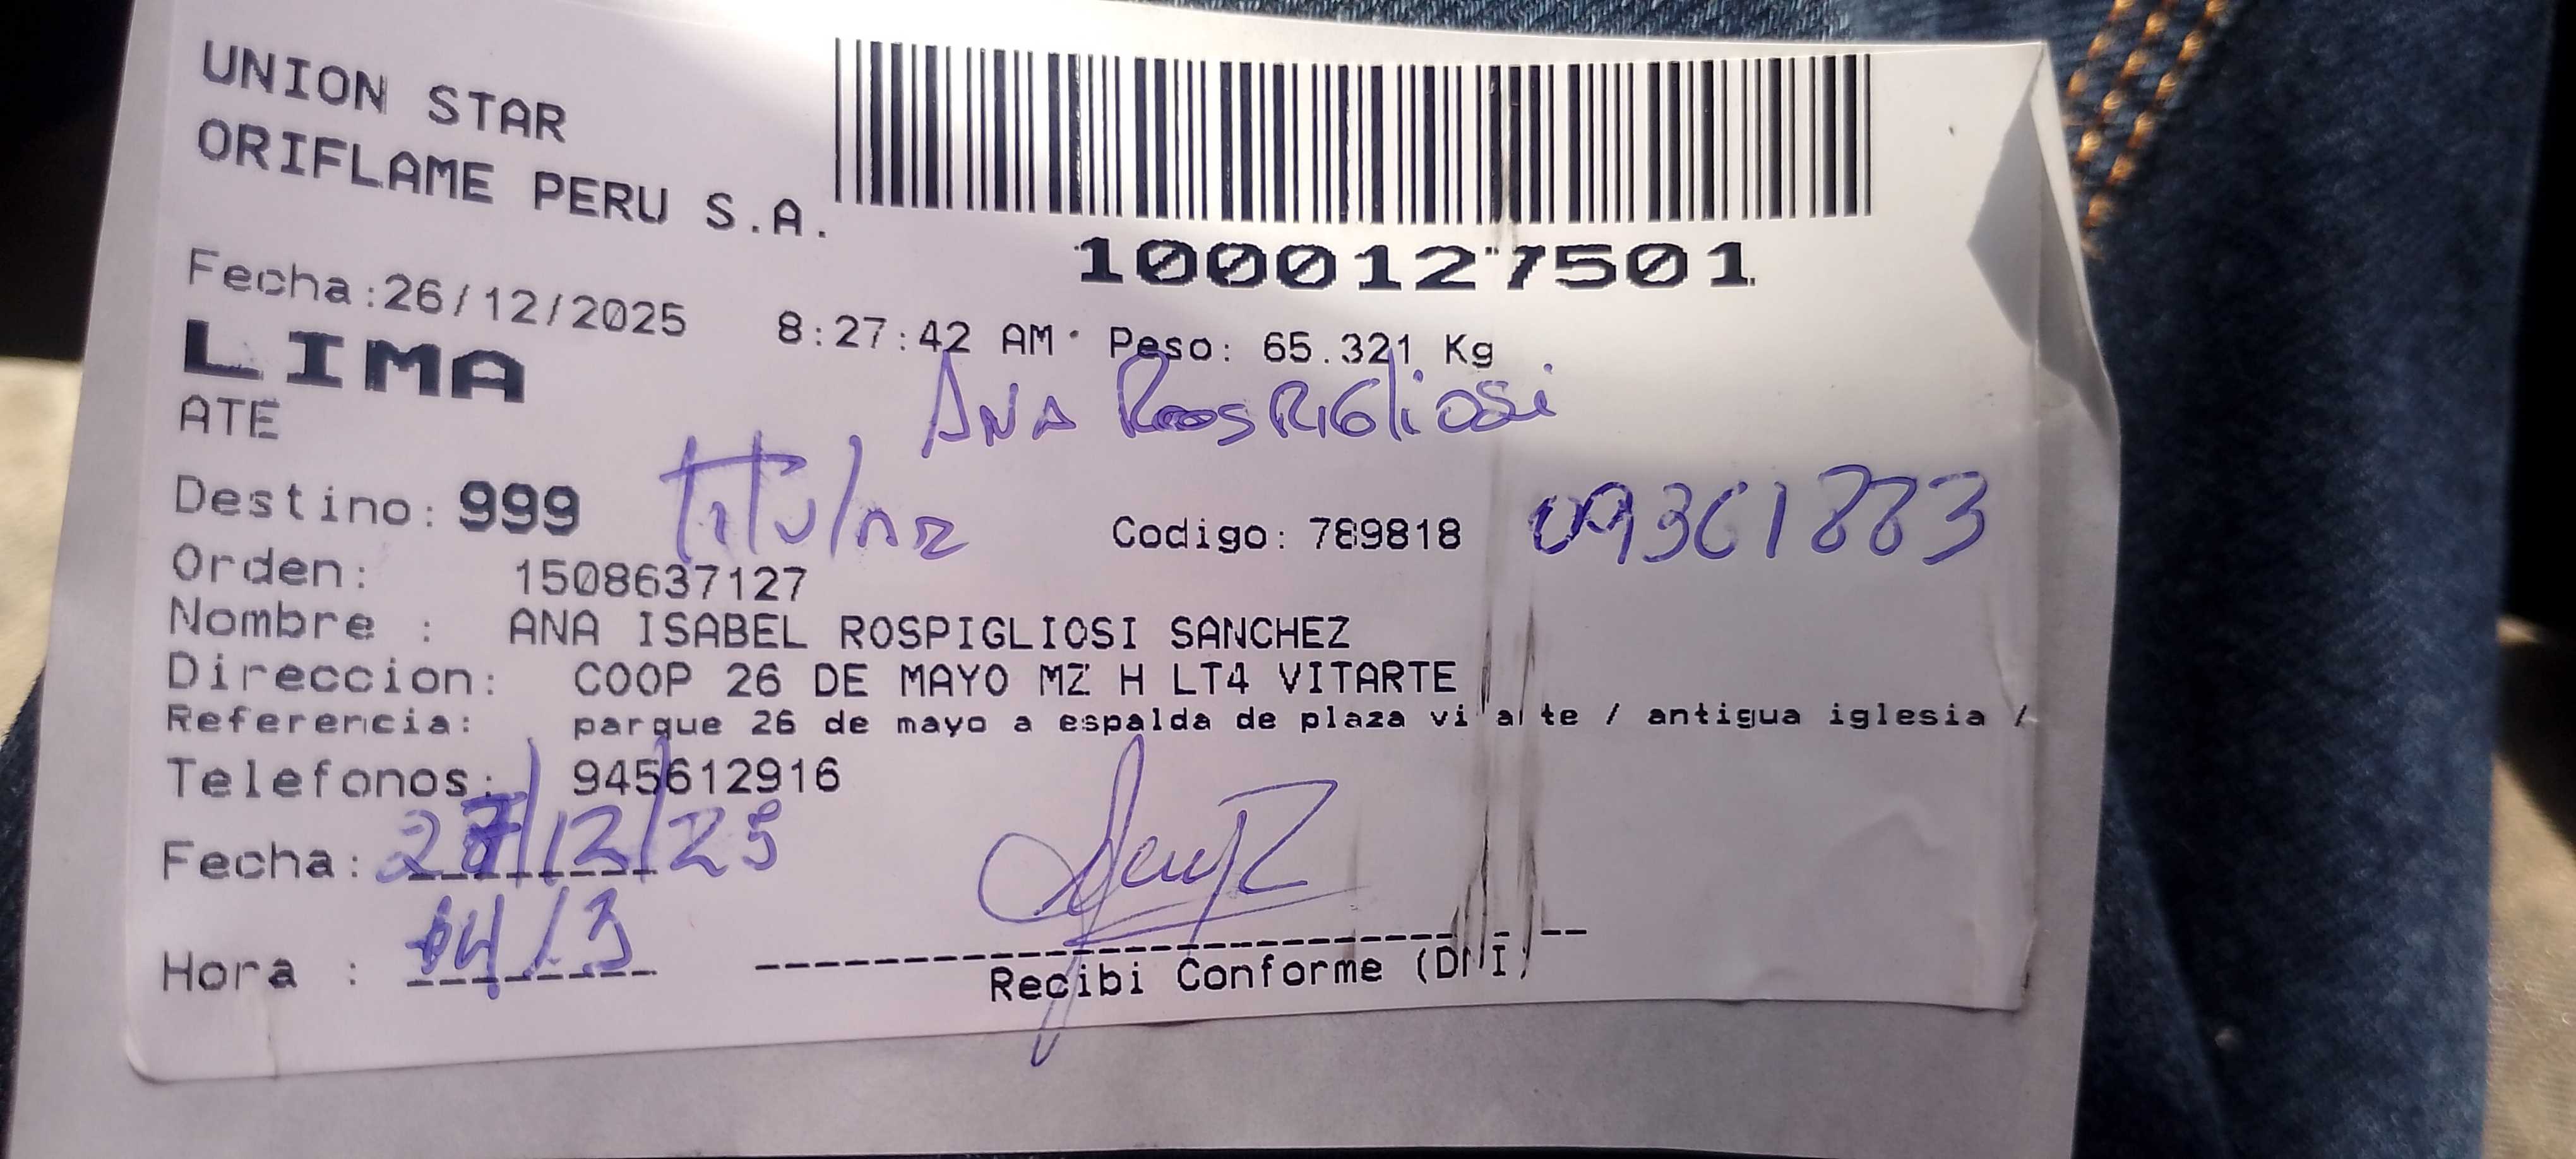 UNION STAR
ORIFLAME PERU S.A.
1000127501
Fecha:26/12/2025 8:27:42 AM Peso: 65.321 Kg
LIMA
ATE
ANA Rospigliosi
Destino: 999 Titular Codigo: 789818
Orden: 1508637127
Nombre : ANA ISABEL ROSPIGLIOSI SANCHEZ
Direccion: COOP 26 DE MAYO MZ H LT4 VITARTE
Referencia: parque 26 de mayo a espalda de plaza / antigua iglesia /
Telefonos: 945612916
Fecha: 27/12/25
Hora :
Recibi Conforme (DNI)